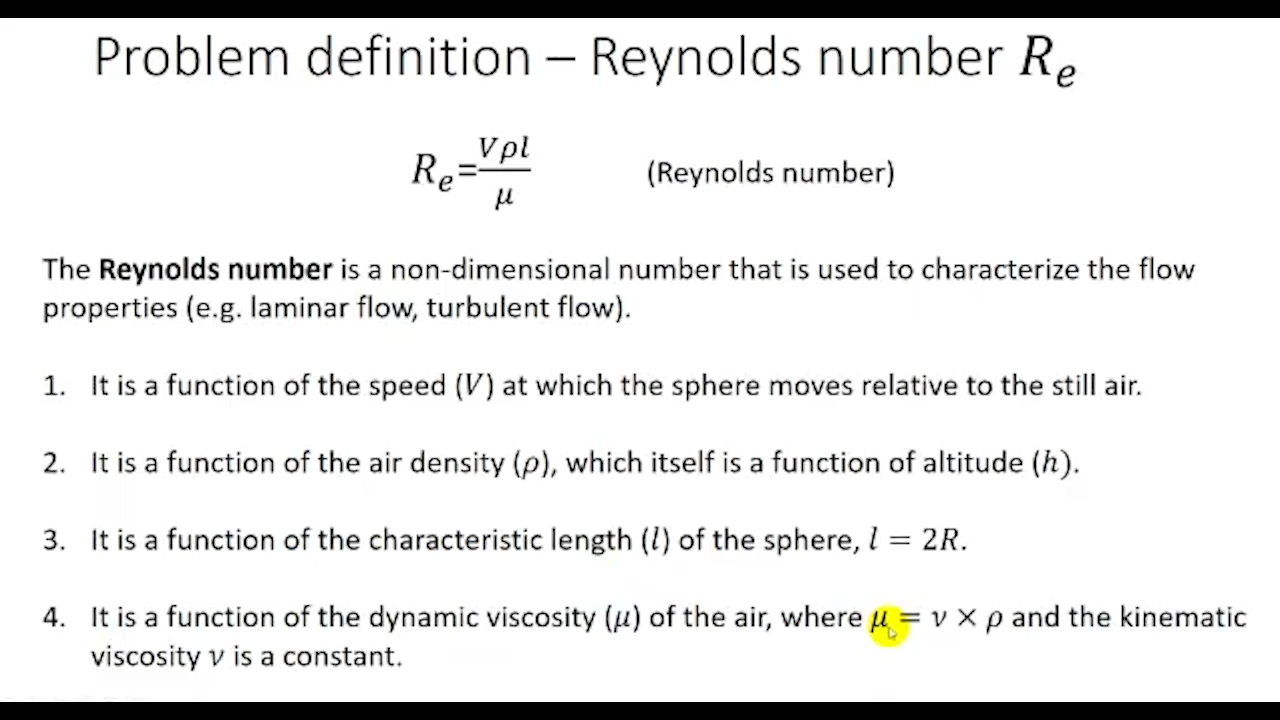 Problem definition – Reynolds number Rₑ
Rₑ=Vρl/μ (Reynolds number)
The Reynolds number is a non-dimensional number that is used to characterize the flow
properties (e.g. laminar flow, turbulent flow).
1. It is a function of the speed (V) at which the sphere moves relative to the still air.
2. It is a function of the air density (ρ), which itself is a function of altitude (h).
3. It is a function of the characteristic length (l) of the sphere, l = 2R.
4. It is a function of the dynamic viscosity (μ) of the air, where μ = ν × ρ and the kinematic
viscosity ν is a constant.